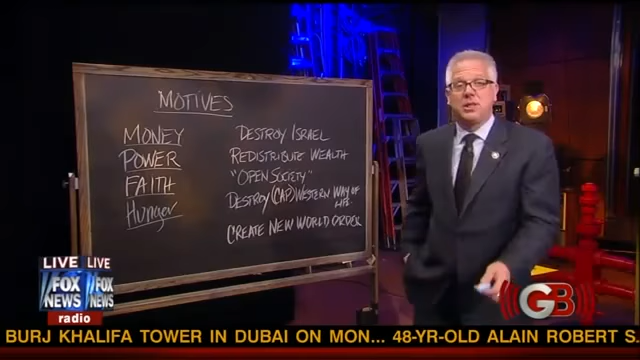 MOTIVES
MONEY
POWER
FAITH
Hunger
DESTROY ISRAEL
REDISTRIBUTE WEALTH
"OPEN SOCIETY"
DESTROY (CAP) WESTERN WAY OF
LIFE
CREATE NEW WORLD ORDER
LIVE LIVE
FOX NEWS FOX NEWS
radio
GB
BURJ KHALIFA TOWER IN DUBAI ON MON... 48-YR-OLD ALAIN ROBERT S